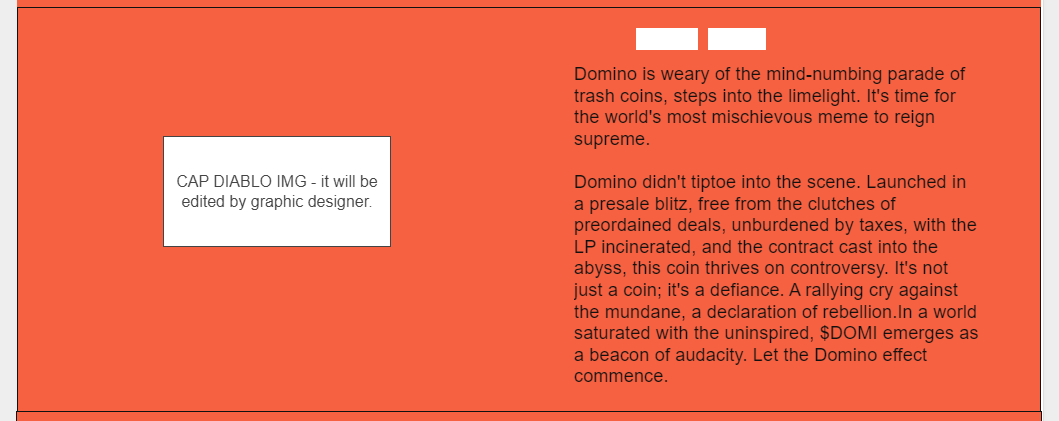 CAP DIABLO IMG - it will be
edited by graphic designer.
Domino is weary of the mind-numbing parade of
trash coins, steps into the limelight. It's time for
the world's most mischievous meme to reign
supreme.
Domino didn't tiptoe into the scene. Launched in
a presale blitz, free from the clutches of
preordained deals, unburdened by taxes, with the
LP incinerated, and the contract cast into the
abyss, this coin thrives on controversy. It's not
just a coin; it's a defiance. A rallying cry against
the mundane, a declaration of rebellion.In a world
saturated with the uninspired, $DOMI emerges as
a beacon of audacity. Let the Domino effect
commence.